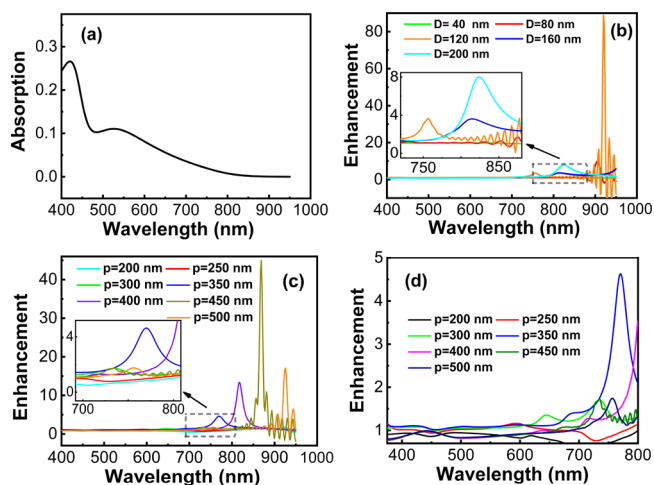 (a)
Absorption
0.3
0.2
0.1
0.0
400 500 600 700 800 900 1000
Wavelength (nm)
D= 40 nm D=80 nm
D=120 nm D=160 nm
D=200 nm
(b)
Enhancement
80
60
40
20
0
8
4
0
750 800 850
400 500 600 700 800 900 1000
Wavelength (nm)
p=200 nm p=250 nm
p=300 nm p=350 nm
p=400 nm p=450 nm
p=500 nm
(c)
Enhancement
45
30
15
0
4
0
700 800
400 500 600 700 800 900 1000
Wavelength (nm)
(d)
p=200 nm p=250 nm
p=300 nm p=350 nm
p=400 nm p=450 nm
p=500 nm
Enhancement
5
4
3
2
1
400 500 600 700 800
Wavelength (nm)